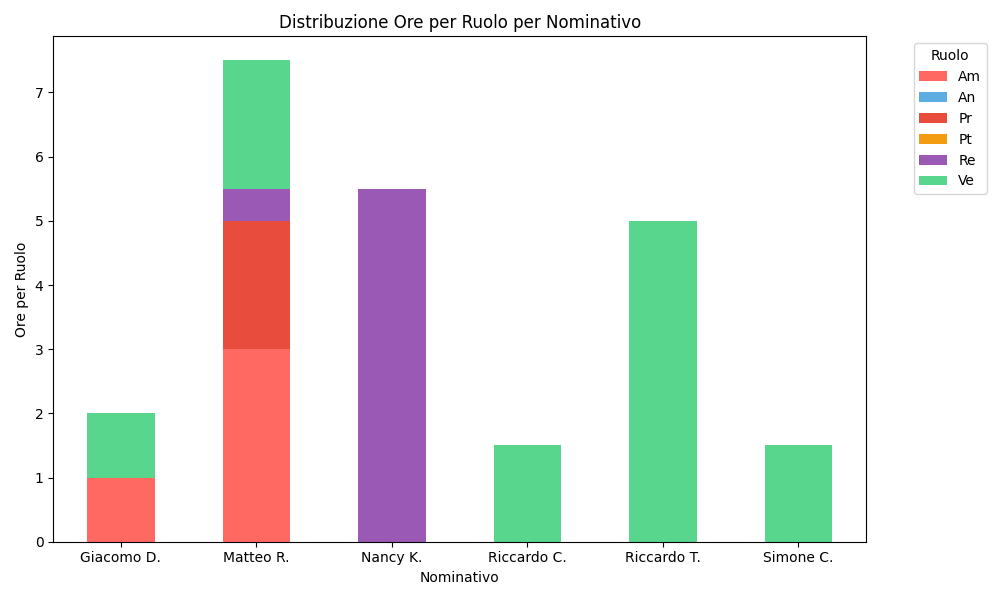 Distribuzione Ore per Ruolo per Nominativo
Ruolo
Am
An
Pr
Pt
Re
Ve
Ore per Ruolo
7
6
5
4
3
2
1
0
Giacomo D. Matteo R. Nancy K. Riccardo C. Riccardo T. Simone C.
Nominativo